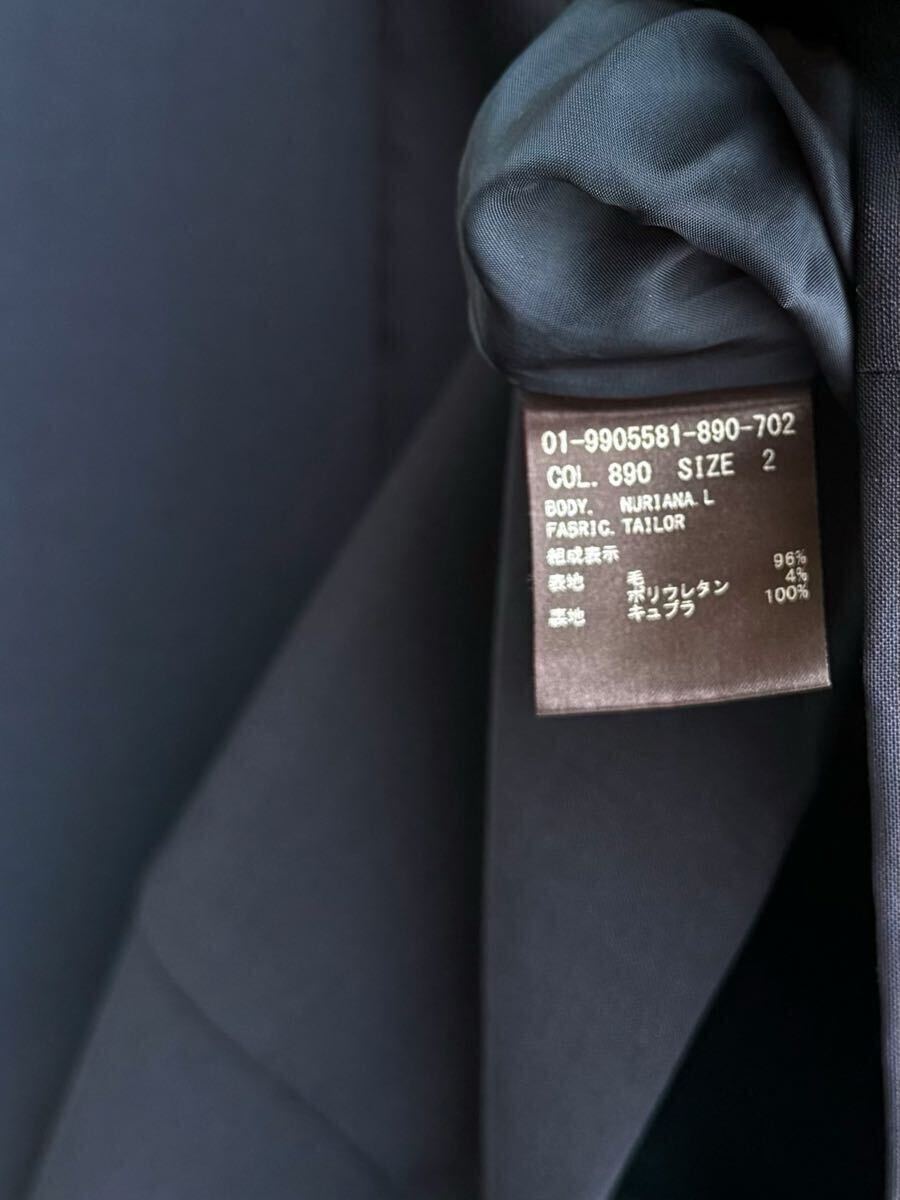 01-9905581-890-702
COL. 890 SIZE 2
BODY. NURIANA.L
FABRIC. TAILOR
組成表示
表地 毛 96%
ポリウレタン 4%
裏地 キュプラ 100%